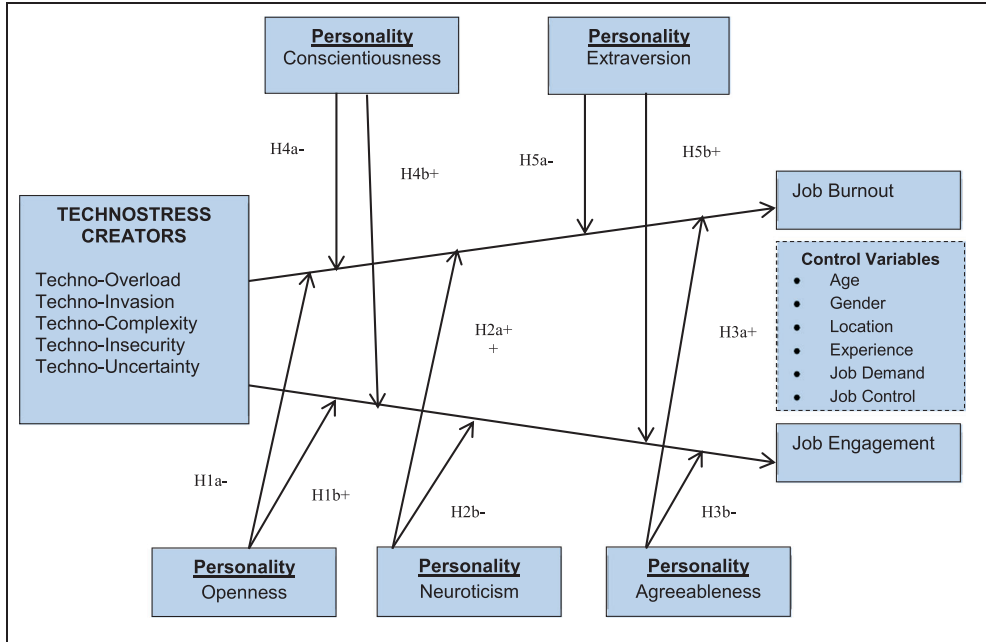 Personality
Conscientiousness
Personality
Extraversion
H4a-
H4b+
H5a-
H5b+
TECHNOSTRESS
CREATORS
Techno-Overload
Techno-Invasion
Techno-Complexity
Techno-Insecurity
Techno-Uncertainty
Job Burnout
Control Variables
• Age
• Gender
• Location
• Experience
• Job Demand
• Job Control
H2a+
+
H3a+
Job Engagement
H1a-
H1b+
H2b-
H3b-
Personality
Openness
Personality
Neuroticism
Personality
Agreeableness